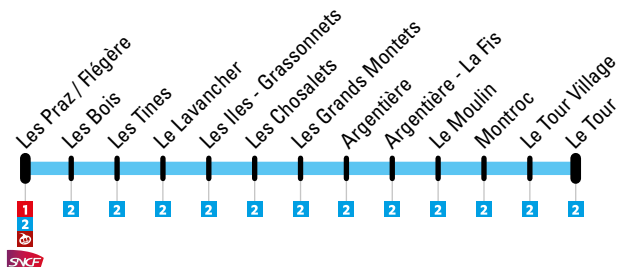 Les Praz / Flégère
Les Bois
Les Tines
Le Lavancher
Les Iles - Grassonnets
Les Chosalets
Les Grands Montets
Argentière
Argentière - La Fis
Le Moulin
Montroc
Le Tour Village
Le Tour
1
2 2 2 2 2 2 2 2 2 2 2 2 2
SNCF